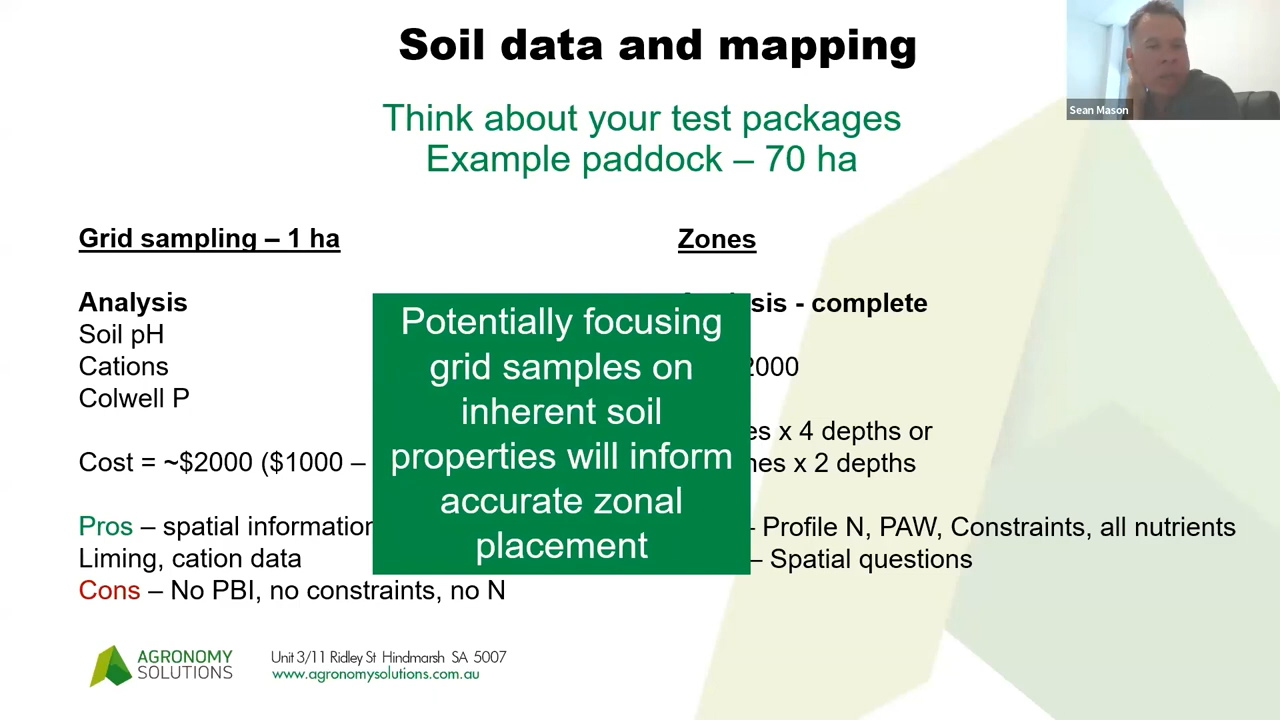 Soil data and mapping
Sean Mason
Think about your test packages
Example paddock – 70 ha
Grid sampling – 1 ha
Analysis
Soil pH
Cations
Colwell P
Cost = ~$2000 ($1000 –
Pros – spatial information
Liming, cation data
Cons – No PBI, no constraints, no N
Potentially focusing
grid samples on
inherent soil
properties will inform
accurate zonal
placement
Zones
- complete
x 4 depths or
x 2 depths
– Profile N, PAW, Constraints, all nutrients
– Spatial questions
AGRONOMY
SOLUTIONS
Unit 3/11 Ridley St Hindmarsh SA 5007
www.agronomysolutions.com.au